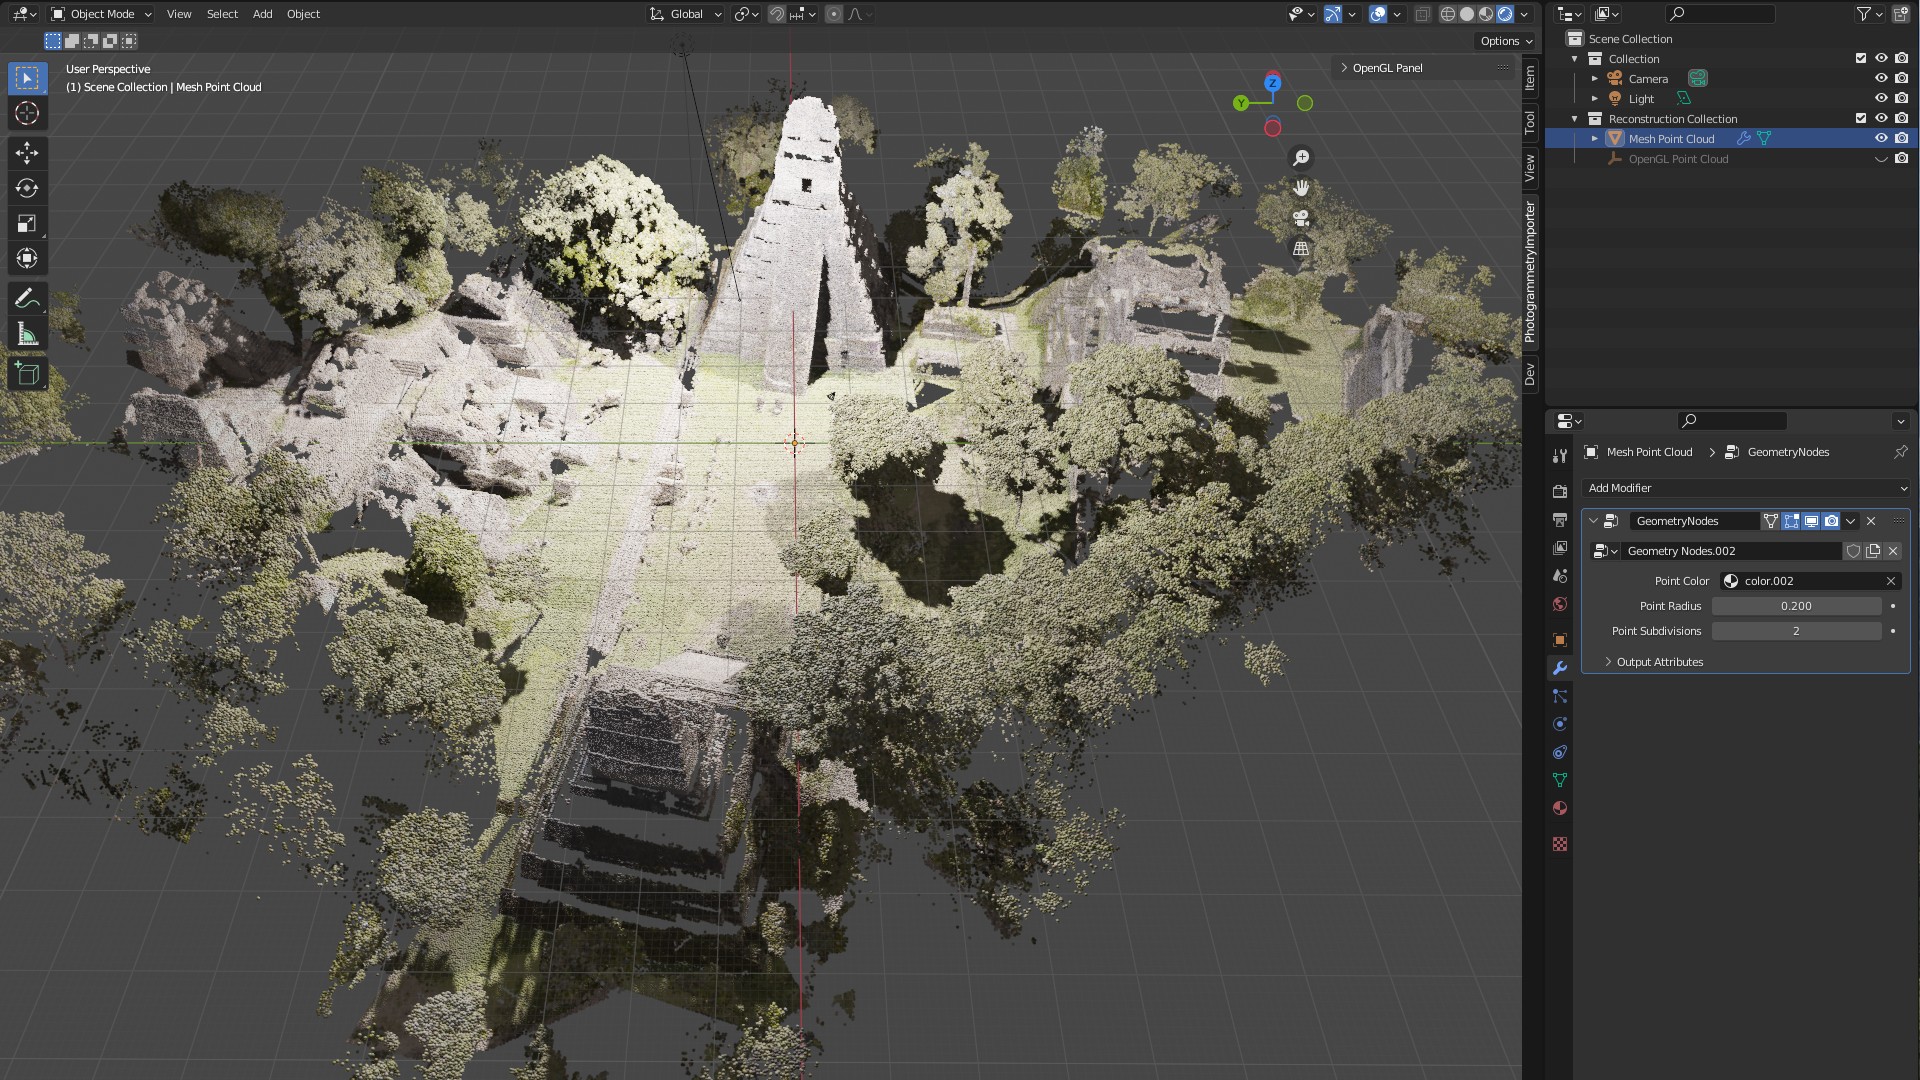 Object Mode
View
Select
Add
Object
Global
Options
User Perspective
(1) Scene Collection | Mesh Point Cloud
OpenGL Panel
Z
Y
Item
Tool
View
PhotogrammetryImporter
Dev
Scene Collection
Collection
Camera
Light
Reconstruction Collection
Mesh Point Cloud
OpenGL Point Cloud
Mesh Point Cloud > GeometryNodes
Add Modifier
GeometryNodes
Geometry Nodes.002
Point Color color.002
Point Radius 0.200
Point Subdivisions 2
Output Attributes